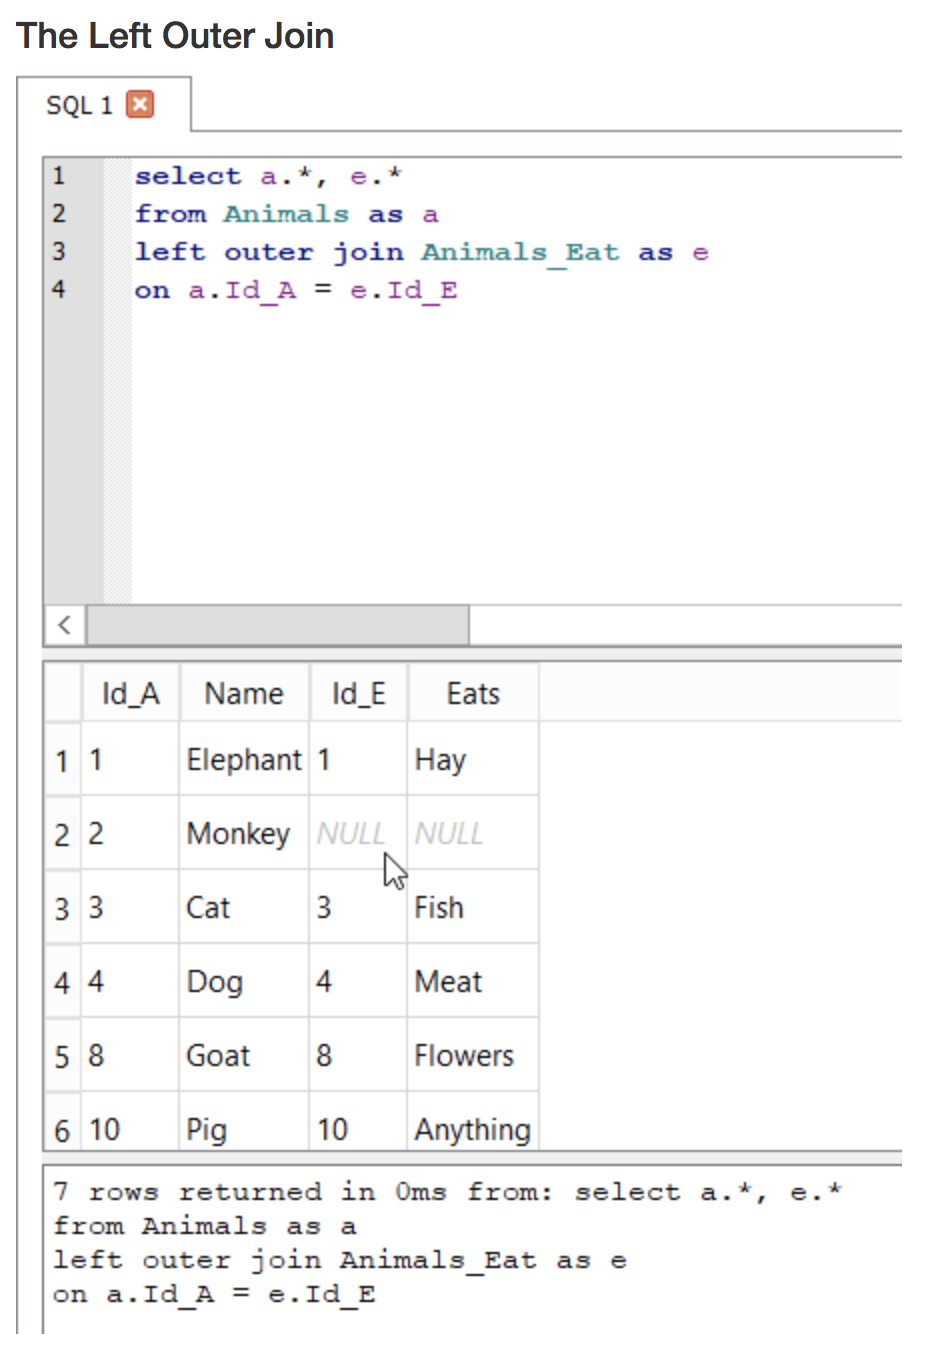 The Left Outer Join
SQL 1
1 select a.*, e.*
2 from Animals as a
3 left outer join Animals_Eat as e
4 on a.Id_A = e.Id_E
Id_A Name Id_E Eats
1 1 Elephant 1 Hay
2 2 Monkey NULL NULL
3 3 Cat 3 Fish
4 4 Dog 4 Meat
5 8 Goat 8 Flowers
6 10 Pig 10 Anything
7 rows returned in 0ms from: select a.*, e.*
from Animals as a
left outer join Animals_Eat as e
on a.Id_A = e.Id_E